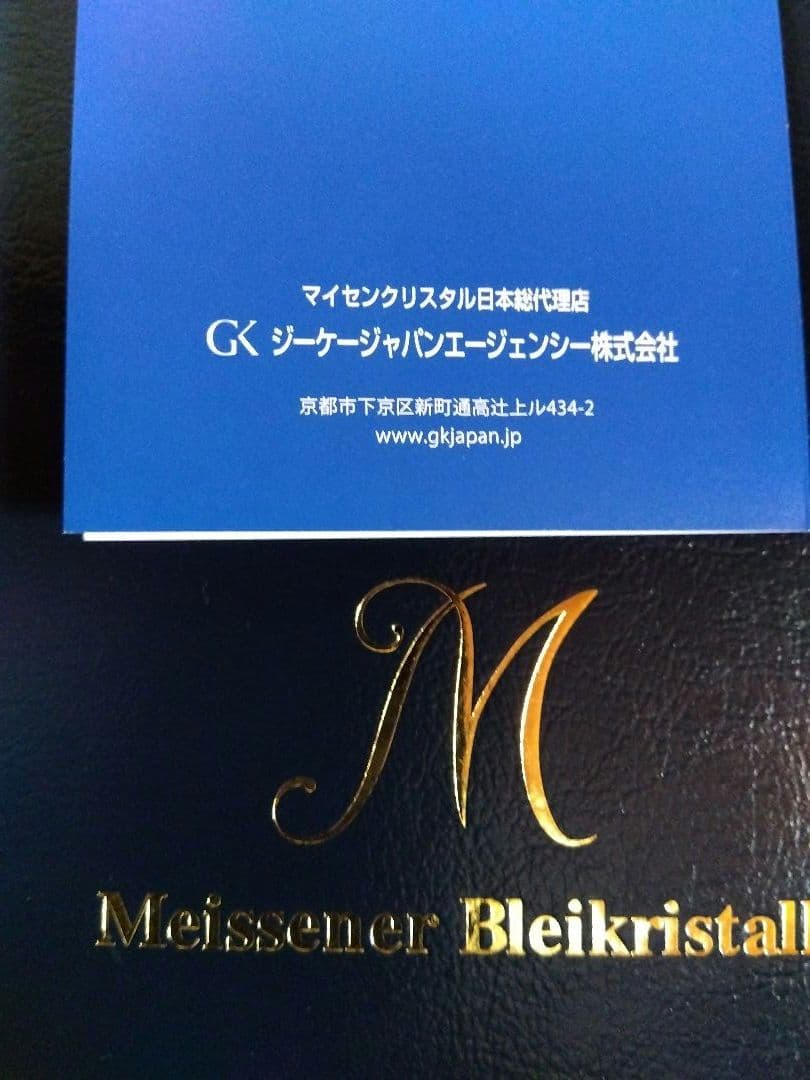 マイセンクリスタル日本総代理店
GK ジーケージャパンエージェンシー株式会社
京都市下京区新町通高辻上ル434-2
www.gkjapan.jp
M
Meissener Bleikristall